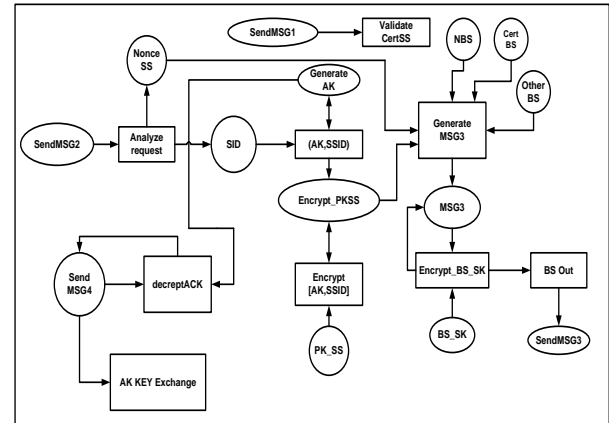 SendMSG1
Validate
CertSS
NBS
Cert
BS
Nonce
SS
Generate
AK
Other
BS
SendMSG2
Analyze
request
SID
(AK,SSID)
Generate
MSG3
Encrypt_PKSS
MSG3
Send
MSG4
decreptACK
Encrypt
[AK,SSID]
Encrypt_BS_SK
BS Out
PK_SS
BS_SK
SendMSG3
AK KEY Exchange